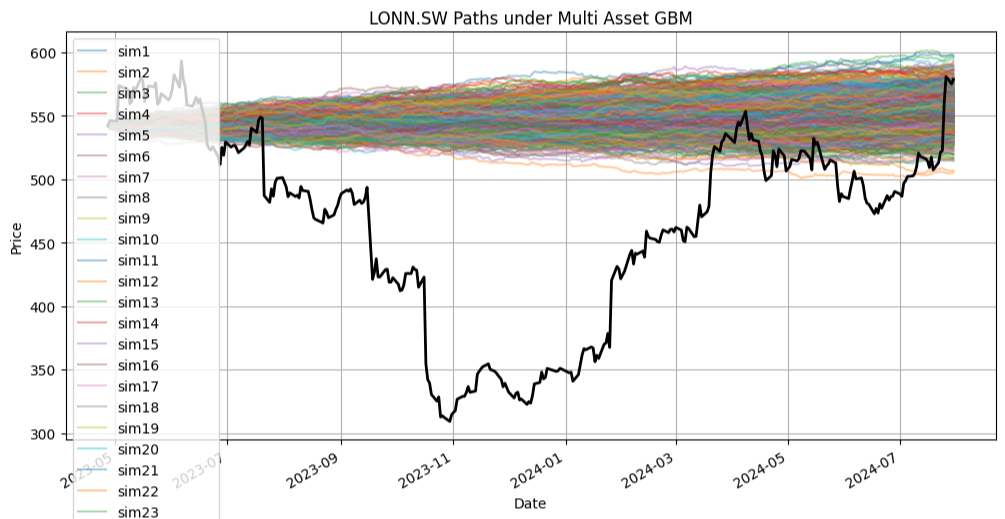 LONN.SW Paths under Multi Asset GBM
600
550
500
450
400
350
300
Price
sim1
sim2
sim3
sim4
sim5
sim6
sim7
sim8
sim9
sim10
sim11
sim12
sim13
sim14
sim15
sim16
sim17
sim18
sim19
sim20
sim21
sim22
sim23
2023-05
2023-07
2023-09
2023-11
2024-01
2024-03
2024-05
2024-07
Date